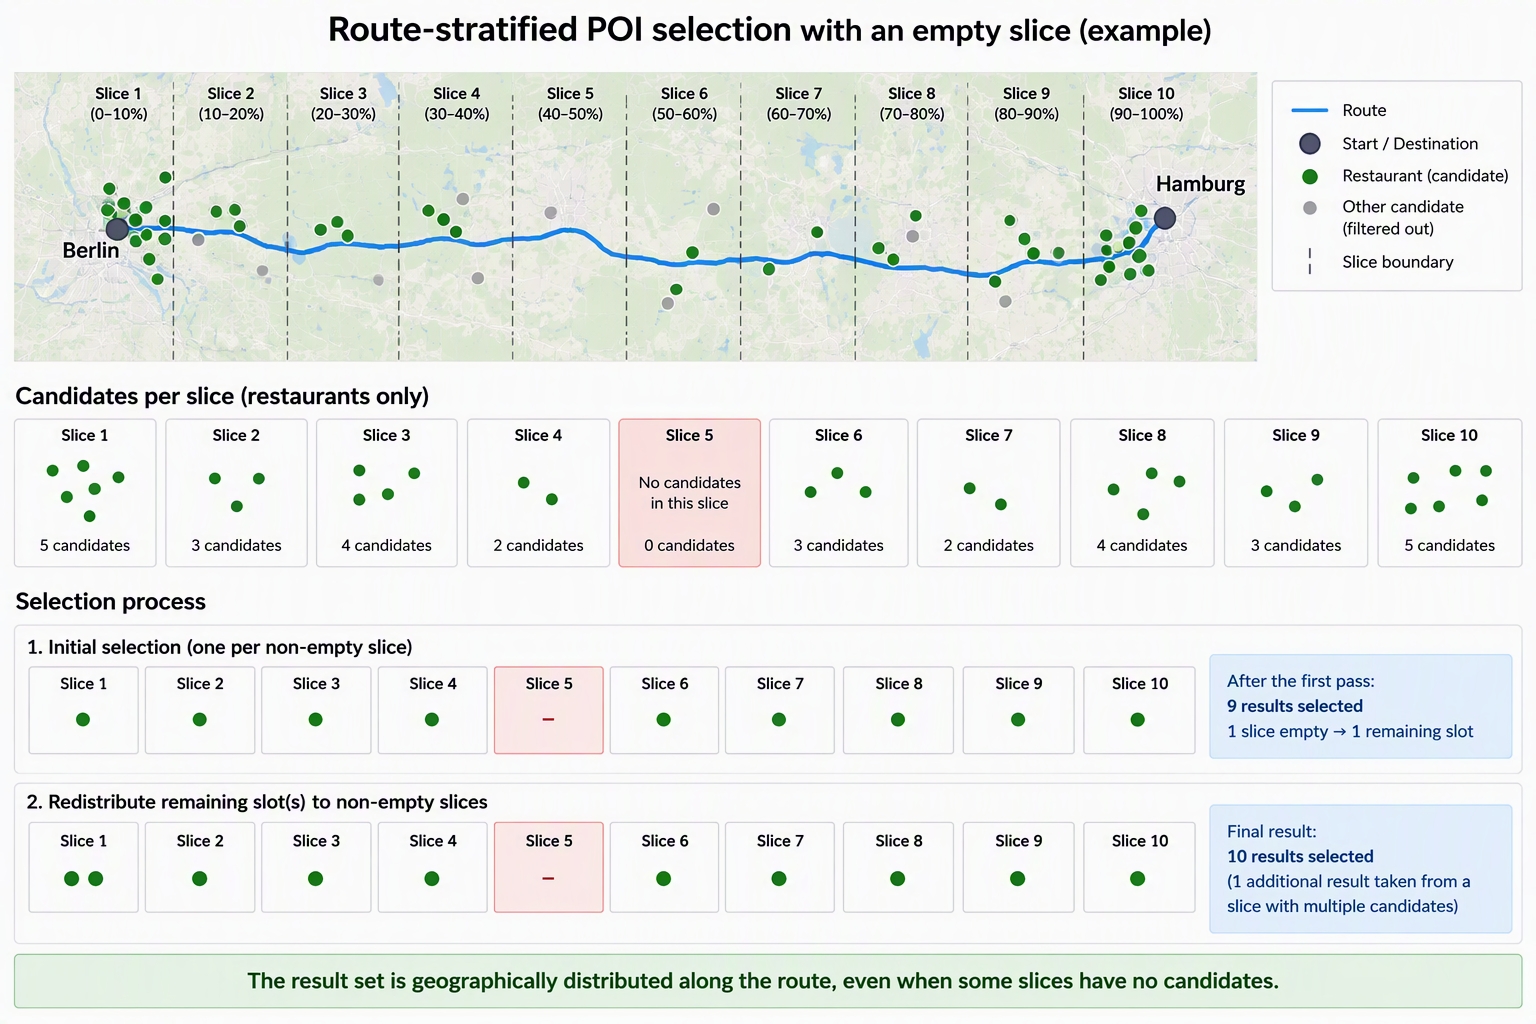 Route-stratified POI selection with an empty slice (example)
Slice 1
(0–10%)
Slice 2
(10–20%)
Slice 3
(20–30%)
Slice 4
(30–40%)
Slice 5
(40–50%)
Slice 6
(50–60%)
Slice 7
(60–70%)
Slice 8
(70–80%)
Slice 9
(80–90%)
Slice 10
(90–100%)
Berlin
Hamburg
Route
Start / Destination
Restaurant (candidate)
Other candidate
(filtered out)
Slice boundary
Candidates per slice (restaurants only)
Slice 1
5 candidates
Slice 2
3 candidates
Slice 3
4 candidates
Slice 4
2 candidates
Slice 5
No candidates
in this slice
0 candidates
Slice 6
3 candidates
Slice 7
2 candidates
Slice 8
4 candidates
Slice 9
3 candidates
Slice 10
5 candidates
Selection process
1. Initial selection (one per non-empty slice)
Slice 1
Slice 2
Slice 3
Slice 4
Slice 5
–
Slice 6
Slice 7
Slice 8
Slice 9
Slice 10
After the first pass:
9 results selected
1 slice empty → 1 remaining slot
2. Redistribute remaining slot(s) to non-empty slices
Slice 1
Slice 2
Slice 3
Slice 4
Slice 5
–
Slice 6
Slice 7
Slice 8
Slice 9
Slice 10
Final result:
10 results selected
(1 additional result taken from a
slice with multiple candidates)
The result set is geographically distributed along the route, even when some slices have no candidates.